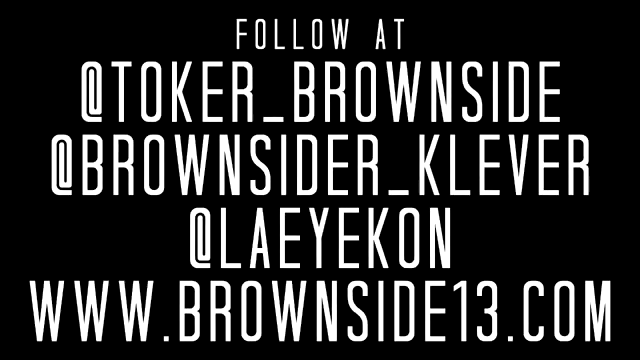 FOLLOW AT
@TOKER_BROWNSIDE
@BROWNSIDER_KLEVER
@LAEYEKON
WWW.BROWNSIDE13.COM